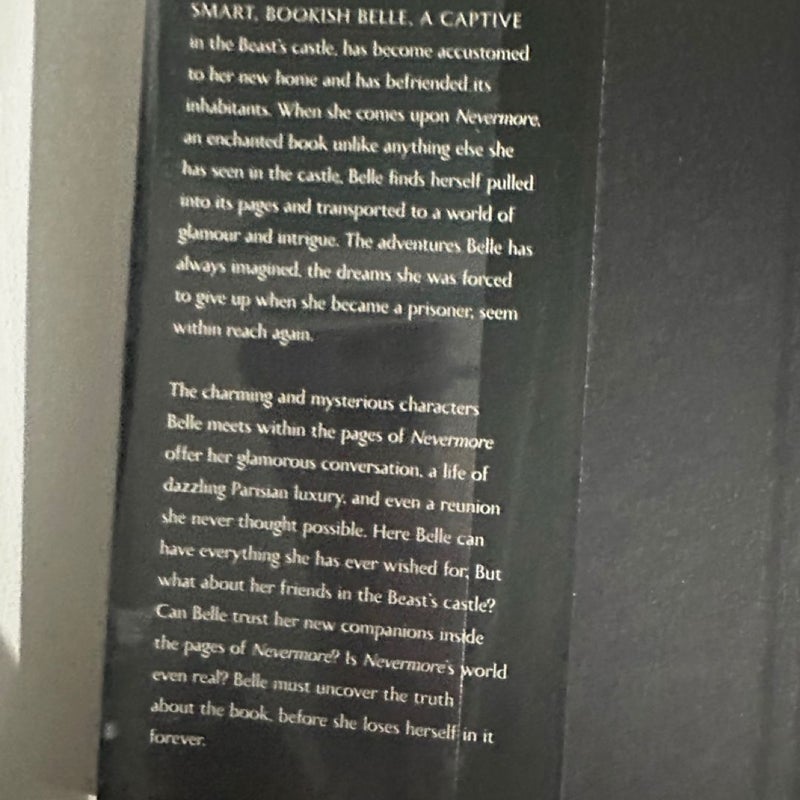 SMART, BOOKISH BELLE, A CAPTIVE
in the Beast's castle, has become accustomed
to her new home and has befriended its
inhabitants. When she comes upon Nevermore,
an enchanted book unlike anything else she
has seen in the castle, Belle finds herself pulled
into its pages and transported to a world of
glamour and intrigue. The adventures Belle has
always imagined, the dreams she was forced
to give up when she became a prisoner, seem
within reach again.
The charming and mysterious characters
Belle meets within the pages of Nevermore
offer her glamorous conversation, a life of
dazzling Parisian luxury, and even a reunion
she never thought possible. Here Belle can
have everything she has ever wished for. But
what about her friends in the Beast's castle?
Can Belle trust her new companions inside
the pages of Nevermore? Is Nevermore's world
even real? Belle must uncover the truth
about the book, before she loses herself in it
forever.